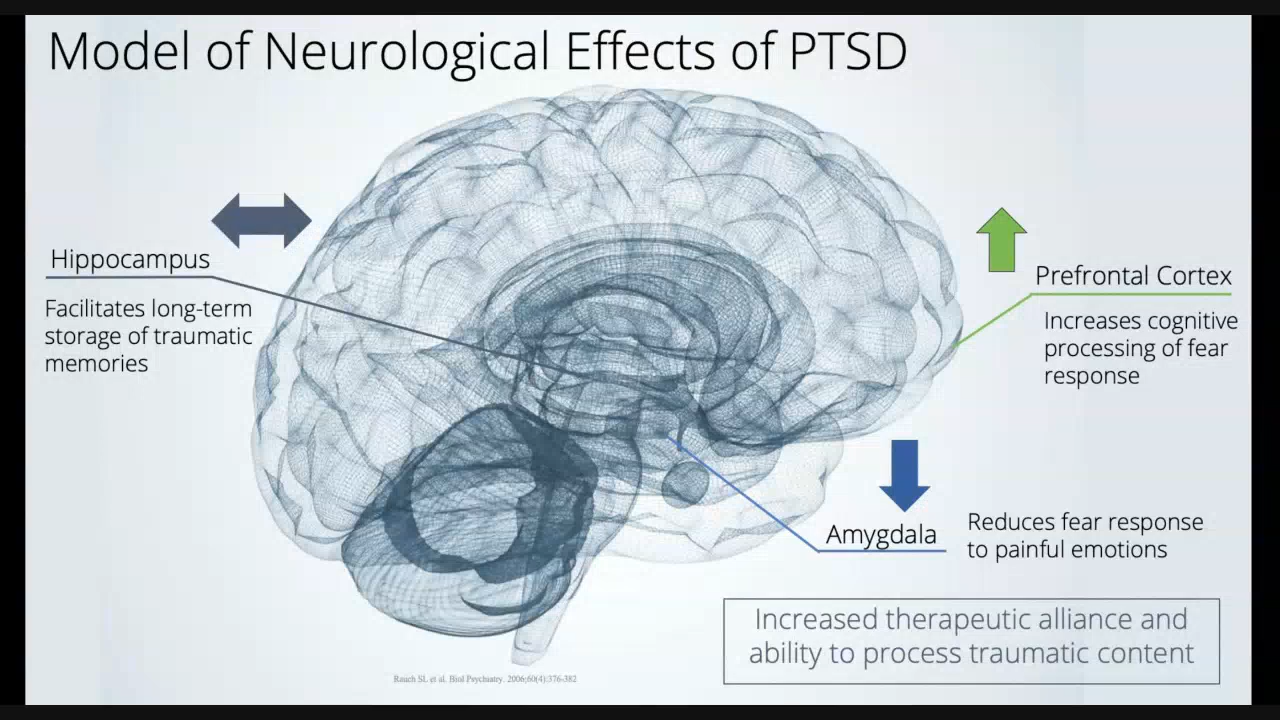 Model of Neurological Effects of PTSD
Hippocampus
Facilitates long-term
storage of traumatic
memories
Prefrontal Cortex
Increases cognitive
processing of fear
response
Amygdala
Reduces fear response
to painful emotions
Increased therapeutic alliance and
ability to process traumatic content
Rauch SL et al. Biol Psychiatry. 2006;60(4):376-382